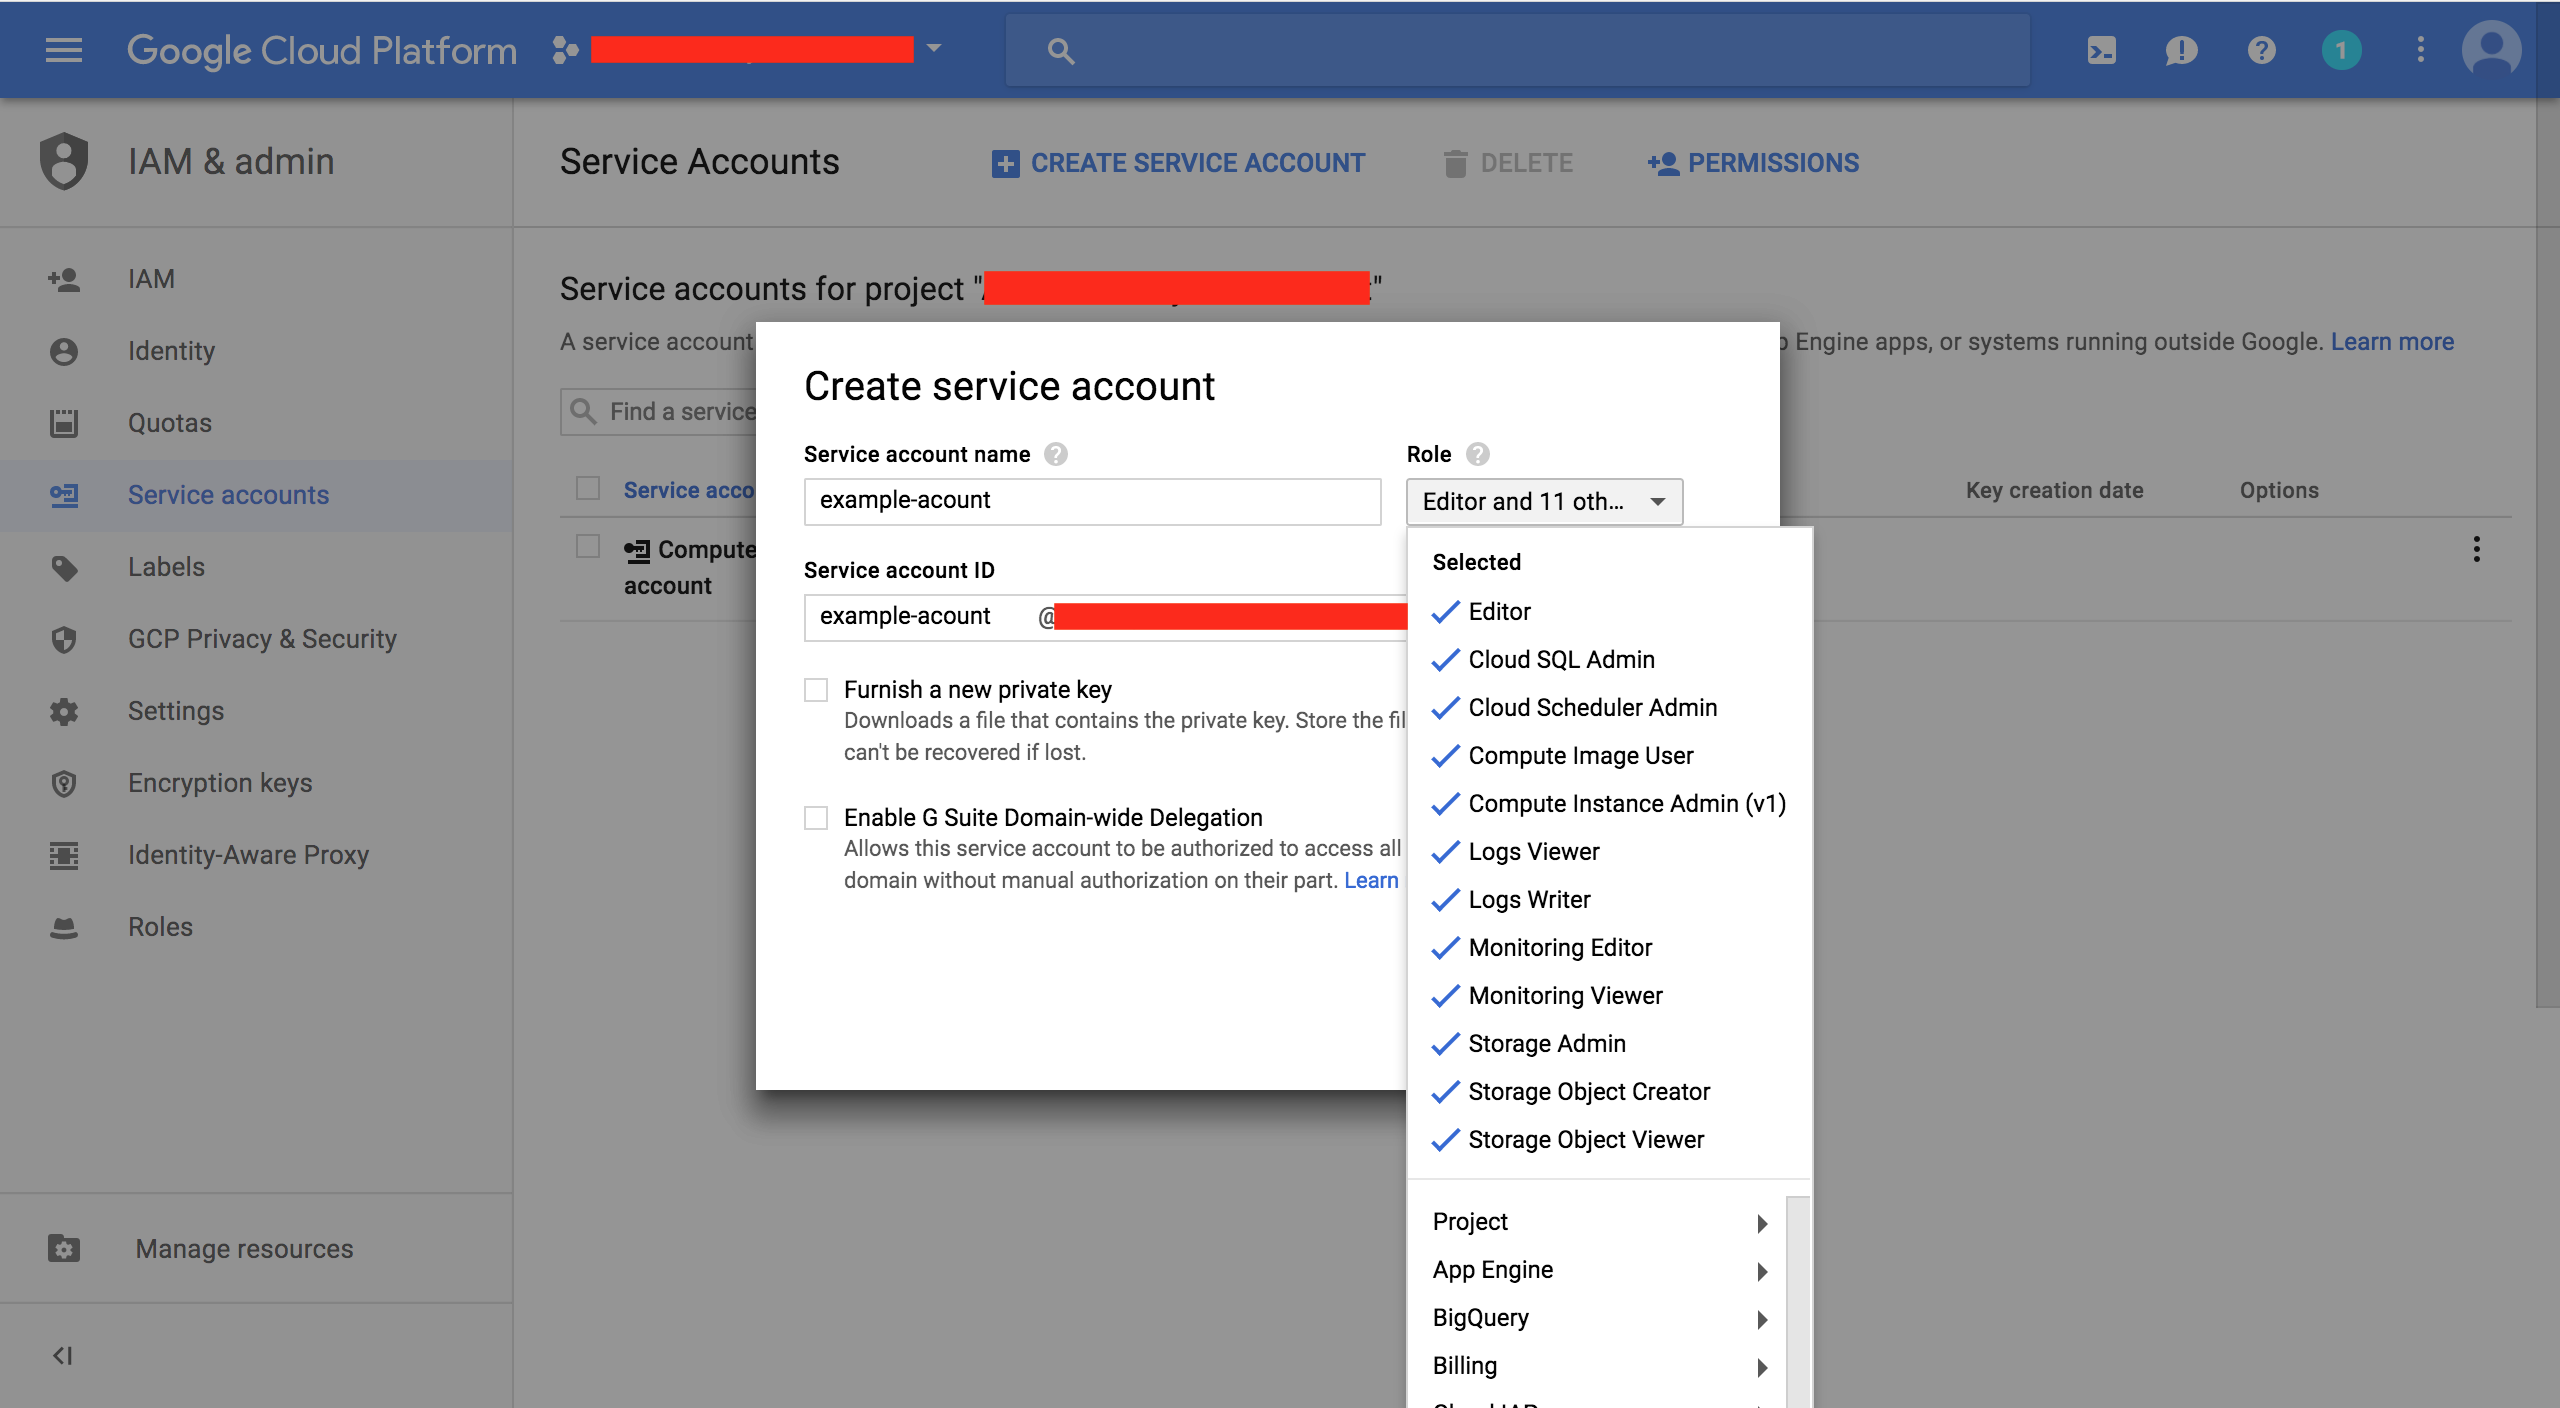 Google Cloud Platform
1
IAM & admin
Service Accounts
CREATE SERVICE ACCOUNT
DELETE
PERMISSIONS
IAM
Identity
Quotas
Service accounts
Labels
GCP Privacy & Security
Settings
Encryption keys
Identity-Aware Proxy
Roles
Manage resources
Service accounts for project ""
A service account
Engine apps, or systems running outside Google. Learn more
Find a service
Service acco
Key creation date
Options
Compute
account
Create service account
Service account name
example-acount
Role
Editor and 11 oth...
Service account ID
example-acount @
Furnish a new private key
Downloads a file that contains the private key. Store the fil
can't be recovered if lost.
Enable G Suite Domain-wide Delegation
Allows this service account to be authorized to access all
domain without manual authorization on their part. Learn
Selected
Editor
Cloud SQL Admin
Cloud Scheduler Admin
Compute Image User
Compute Instance Admin (v1)
Logs Viewer
Logs Writer
Monitoring Editor
Monitoring Viewer
Storage Admin
Storage Object Creator
Storage Object Viewer
Project
App Engine
BigQuery
Billing